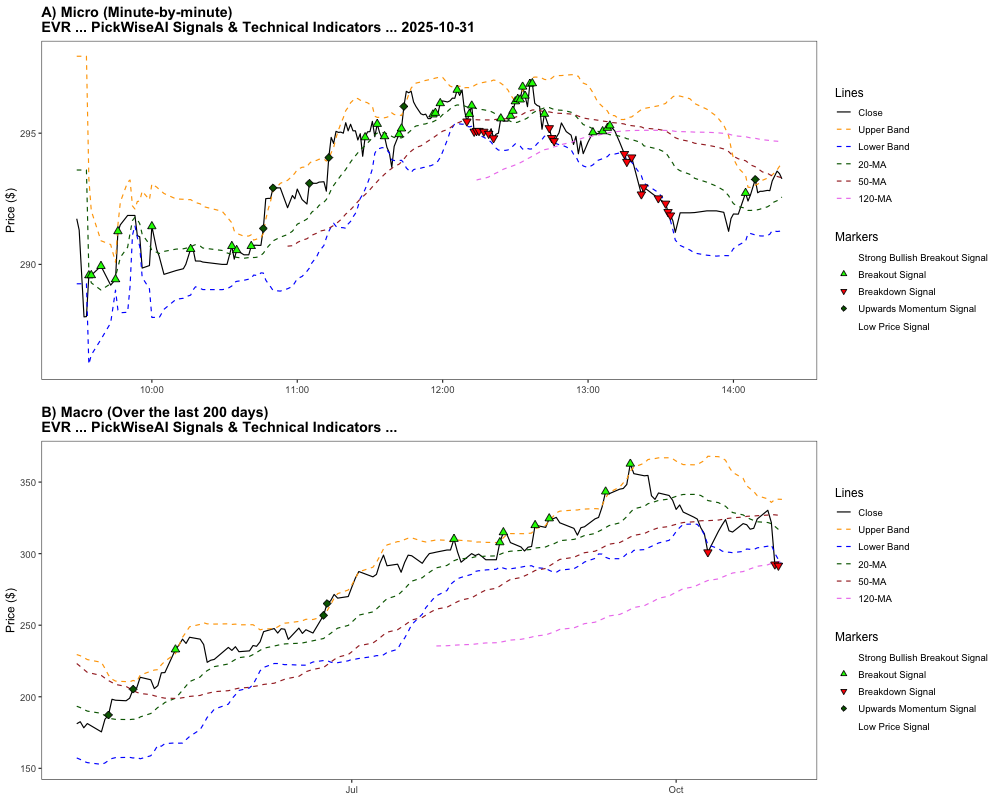 A) Micro (Minute-by-minute)
EVR ... PickWiseAI Signals & Technical Indicators ... 2025-10-31
Price ($)
295
290
10:00
11:00
12:00
13:00
14:00
Lines
Close
Upper Band
Lower Band
20-MA
50-MA
120-MA
Markers
Strong Bullish Breakout Signal
Breakout Signal
Breakdown Signal
Upwards Momentum Signal
Low Price Signal
B) Macro (Over the last 200 days)
EVR ... PickWiseAI Signals & Technical Indicators ...
Price ($)
350
300
250
200
150
Jul
Oct
Lines
Close
Upper Band
Lower Band
20-MA
50-MA
120-MA
Markers
Strong Bullish Breakout Signal
Breakout Signal
Breakdown Signal
Upwards Momentum Signal
Low Price Signal